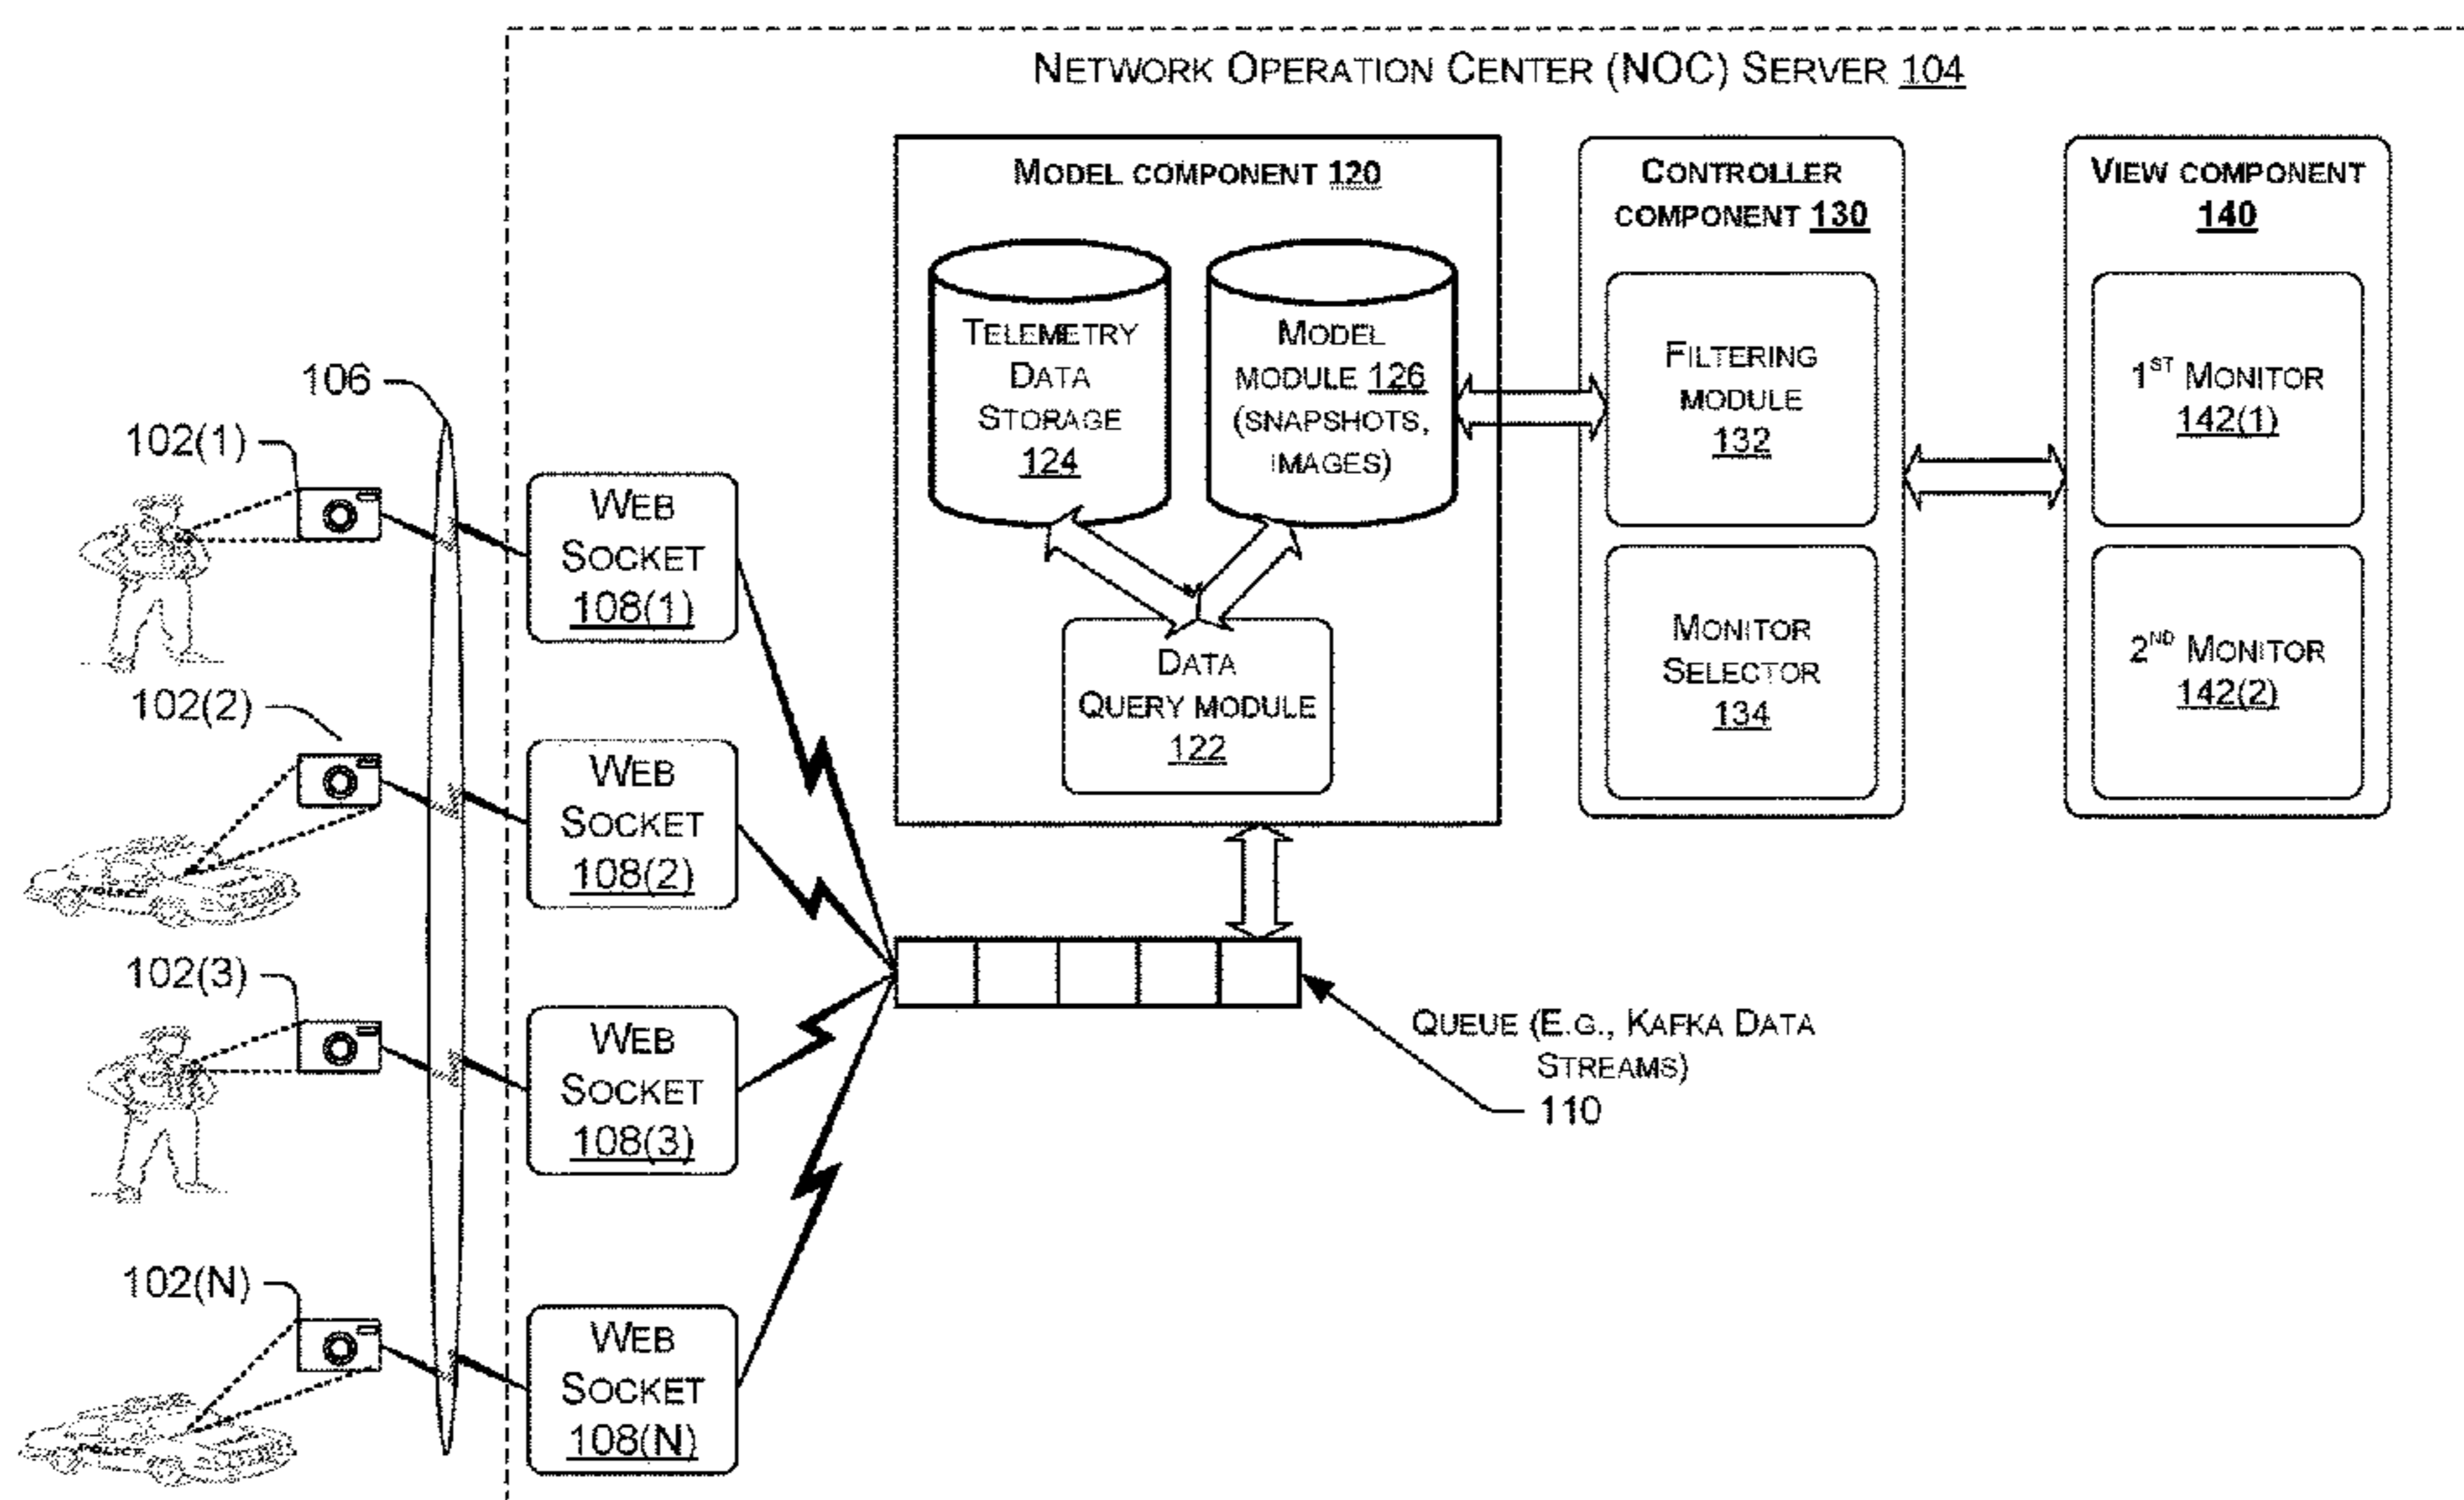 NETWORK OPERATION CENTER (NOC) SERVER 104
MODEL COMPONENT 120
TELEMETRY
DATA
STORAGE
124
MODEL
MODULE 126
(SNAPSHOTS,
IMAGES)
DATA
QUERY MODULE
122
CONTROLLER
COMPONENT 130
FILTERING
MODULE
132
MONITOR
SELECTOR
134
VIEW COMPONENT
140
1ST MONITOR
142(1)
2ND MONITOR
142(2)
106
102(1)
WEB
SOCKET
108(1)
102(2)
POLICE
WEB
SOCKET
108(2)
102(3)
WEB
SOCKET
108(3)
102(N)
POLICE
WEB
SOCKET
108(N)
QUEUE (E.G., KAFKA DATA
STREAMS)
110